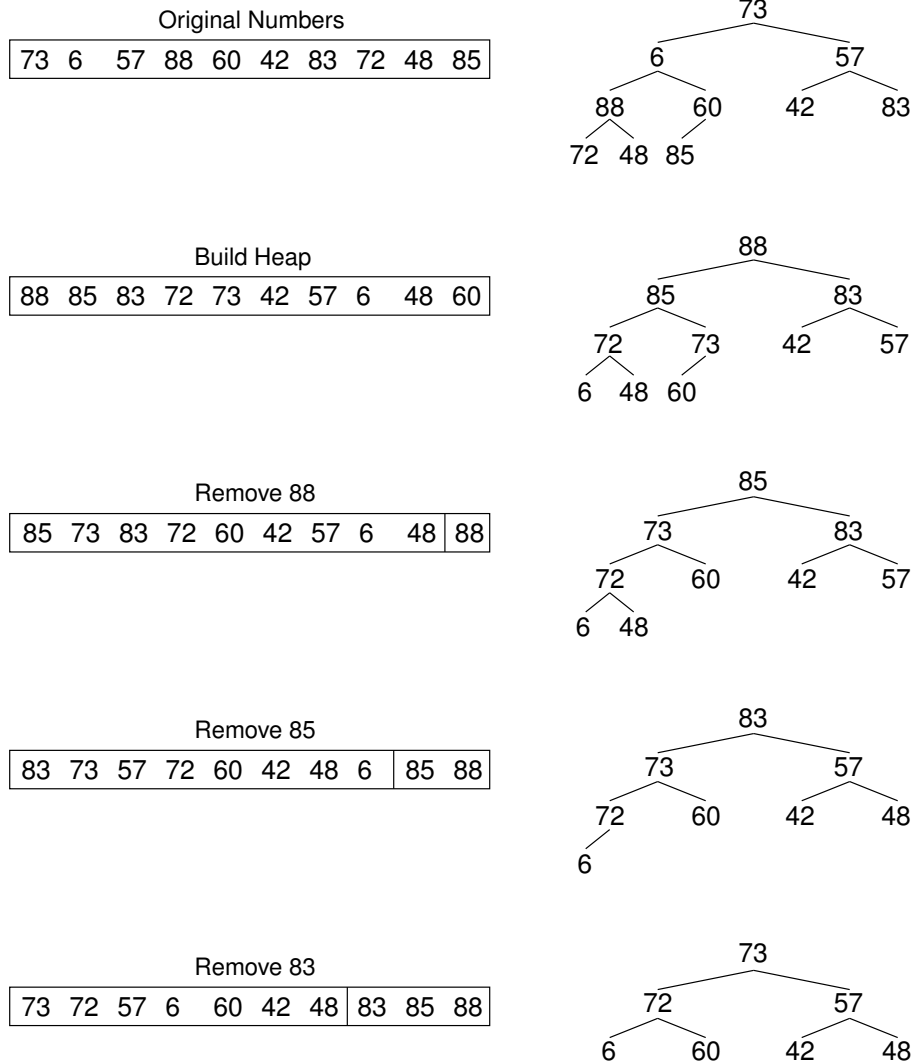 Original Numbers
73 6 57 88 60 42 83 72 48 85
73
6 57
88 60 42 83
72 48 85
Build Heap
88 85 83 72 73 42 57 6 48 60
88
85 83
72 73 42 57
6 48 60
Remove 88
85 73 83 72 60 42 57 6 48 88
85
73 83
72 60 42 57
6 48
Remove 85
83 73 57 72 60 42 48 6 85 88
83
73 57
72 60 42 48
6
Remove 83
73 72 57 6 60 42 48 83 85 88
73
72 57
6 60 42 48